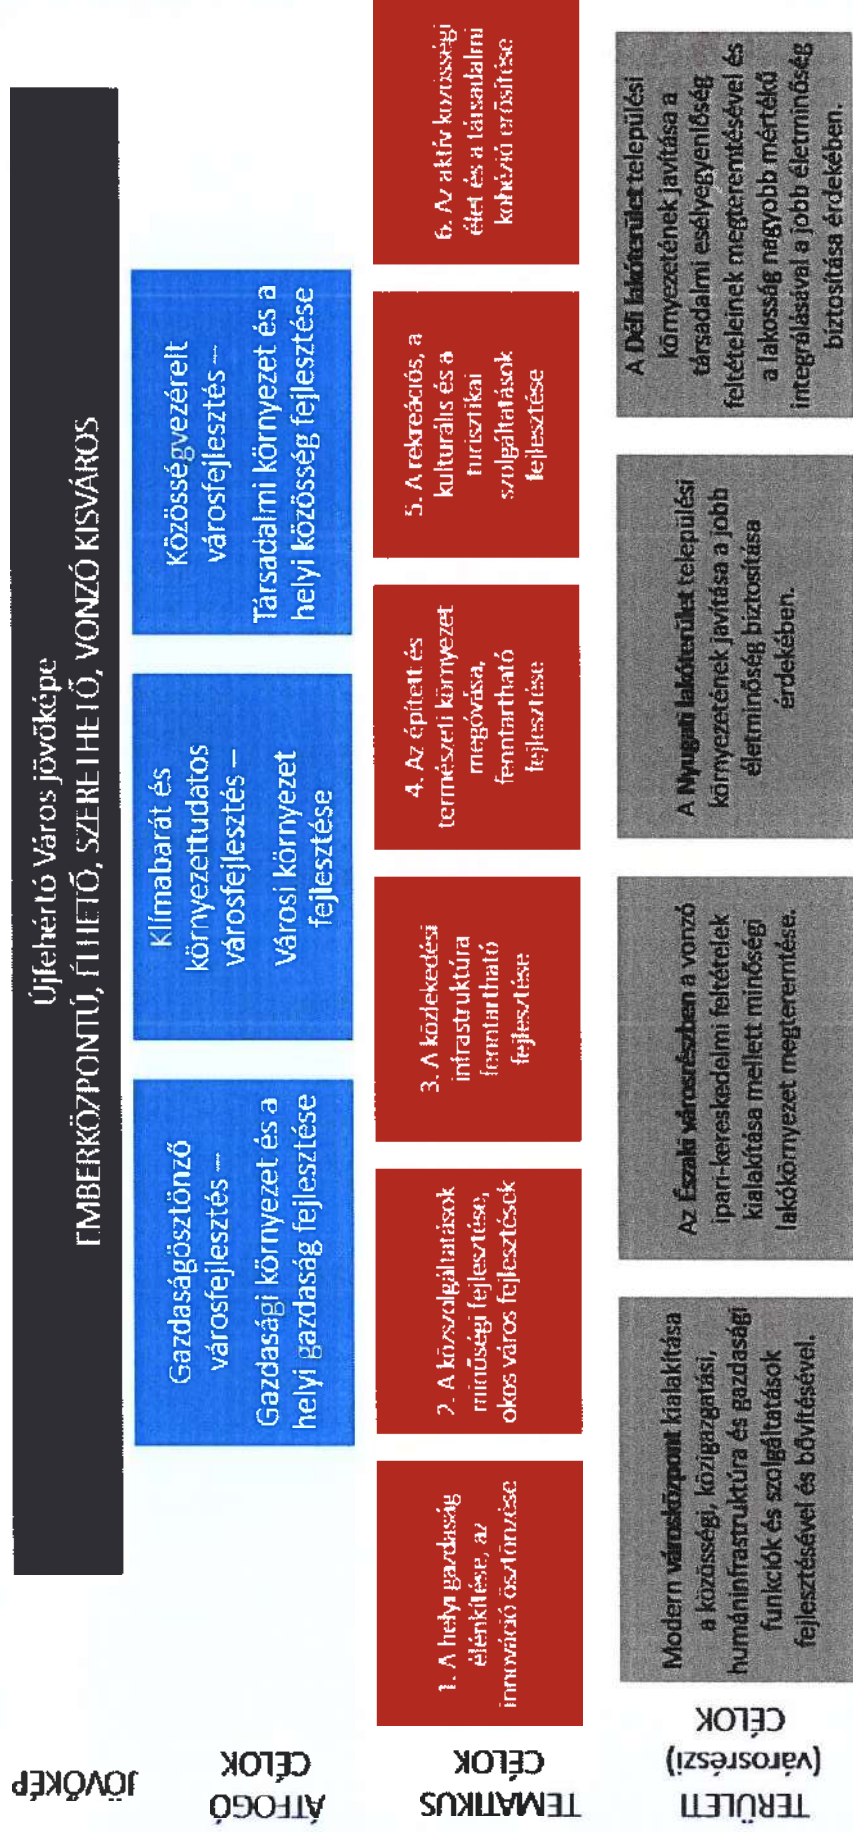 JÖVŐKÉP
Újfehértó Város jövőképe
EMBERKÖZPONTÚ, ÉLHETŐ, SZERETHETŐ, VONZÓ KISVÁROS
ÁTFOGÓ
CÉLOK
Gazdaságösztönző
városfejlesztés —
Gazdasági környezet és a
helyi gazdaság fejlesztése
Klímabarát és
környezettudatos
városfejlesztés –
Városi környezet
fejlesztése
Közösségvezérelt
városfejlesztés —
Társadalmi környezet és a
helyi közösség fejlesztése
TEMATIKUS
CÉLOK
1. A helyi gazdaság
élénkítése, az
innováció ösztönzése
2. A közszolgáltatások
minőségi fejlesztése,
okos város fejlesztések
3. A közlekedési
infrastruktúra
fenntartható
fejlesztése
4. Az épített és
természeti környezet
megóvása,
fenntartható
fejlesztése
5. A rekreációs, a
kulturális és a
turisztikai
szolgáltatások
fejlesztése
6. Az aktív közösségi
élet és a társadalmi
kohézió erősítése
TERÜLETI
(városrészi)
CÉLOK
Modern városközpont kialakítása
a közösségi, közigazgatási,
humáninfrastruktúra és gazdasági
funkciók és szolgáltatások
fejlesztésével és bővítésével.
Az Északi városrészben a vonzó
ipari-kereskedelmi feltételek
kialakítása mellett minőségi
lakókörnyezet megteremtése.
A Nyugati lakóterület települési
környezetének javítása a jobb
életminőség biztosítása
érdekében.
A Déli lakóterület települési
környezetének javítása a
társadalmi esélyegyenlőség
feltételeinek megteremtésével és
a lakosság nagyobb mértékű
integrálásával a jobb életminőség
biztosítása érdekében.